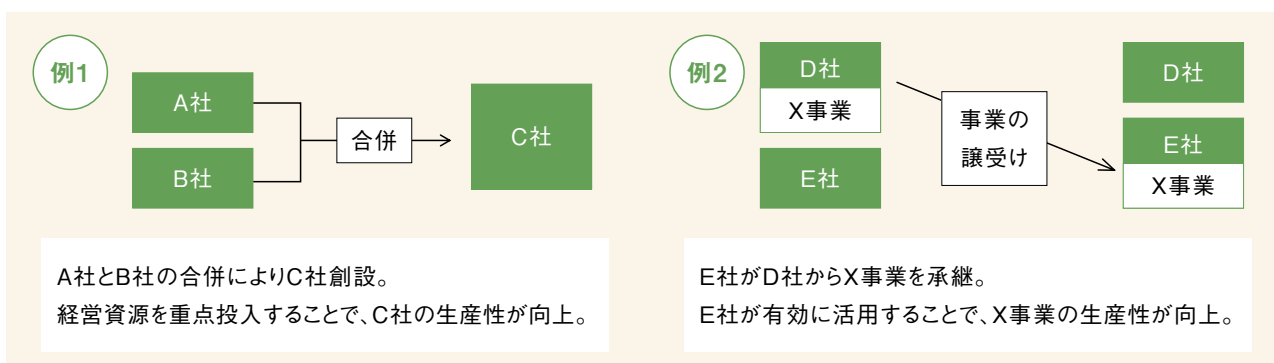 例1
A社
B社
合併
C社
A社とB社の合併によりC社創設。
経営資源を重点投入することで、C社の生産性が向上。
例2
D社
X事業
E社
事業の
譲受け
D社
E社
X事業
E社がD社からX事業を承継。
E社が有効に活用することで、X事業の生産性が向上。